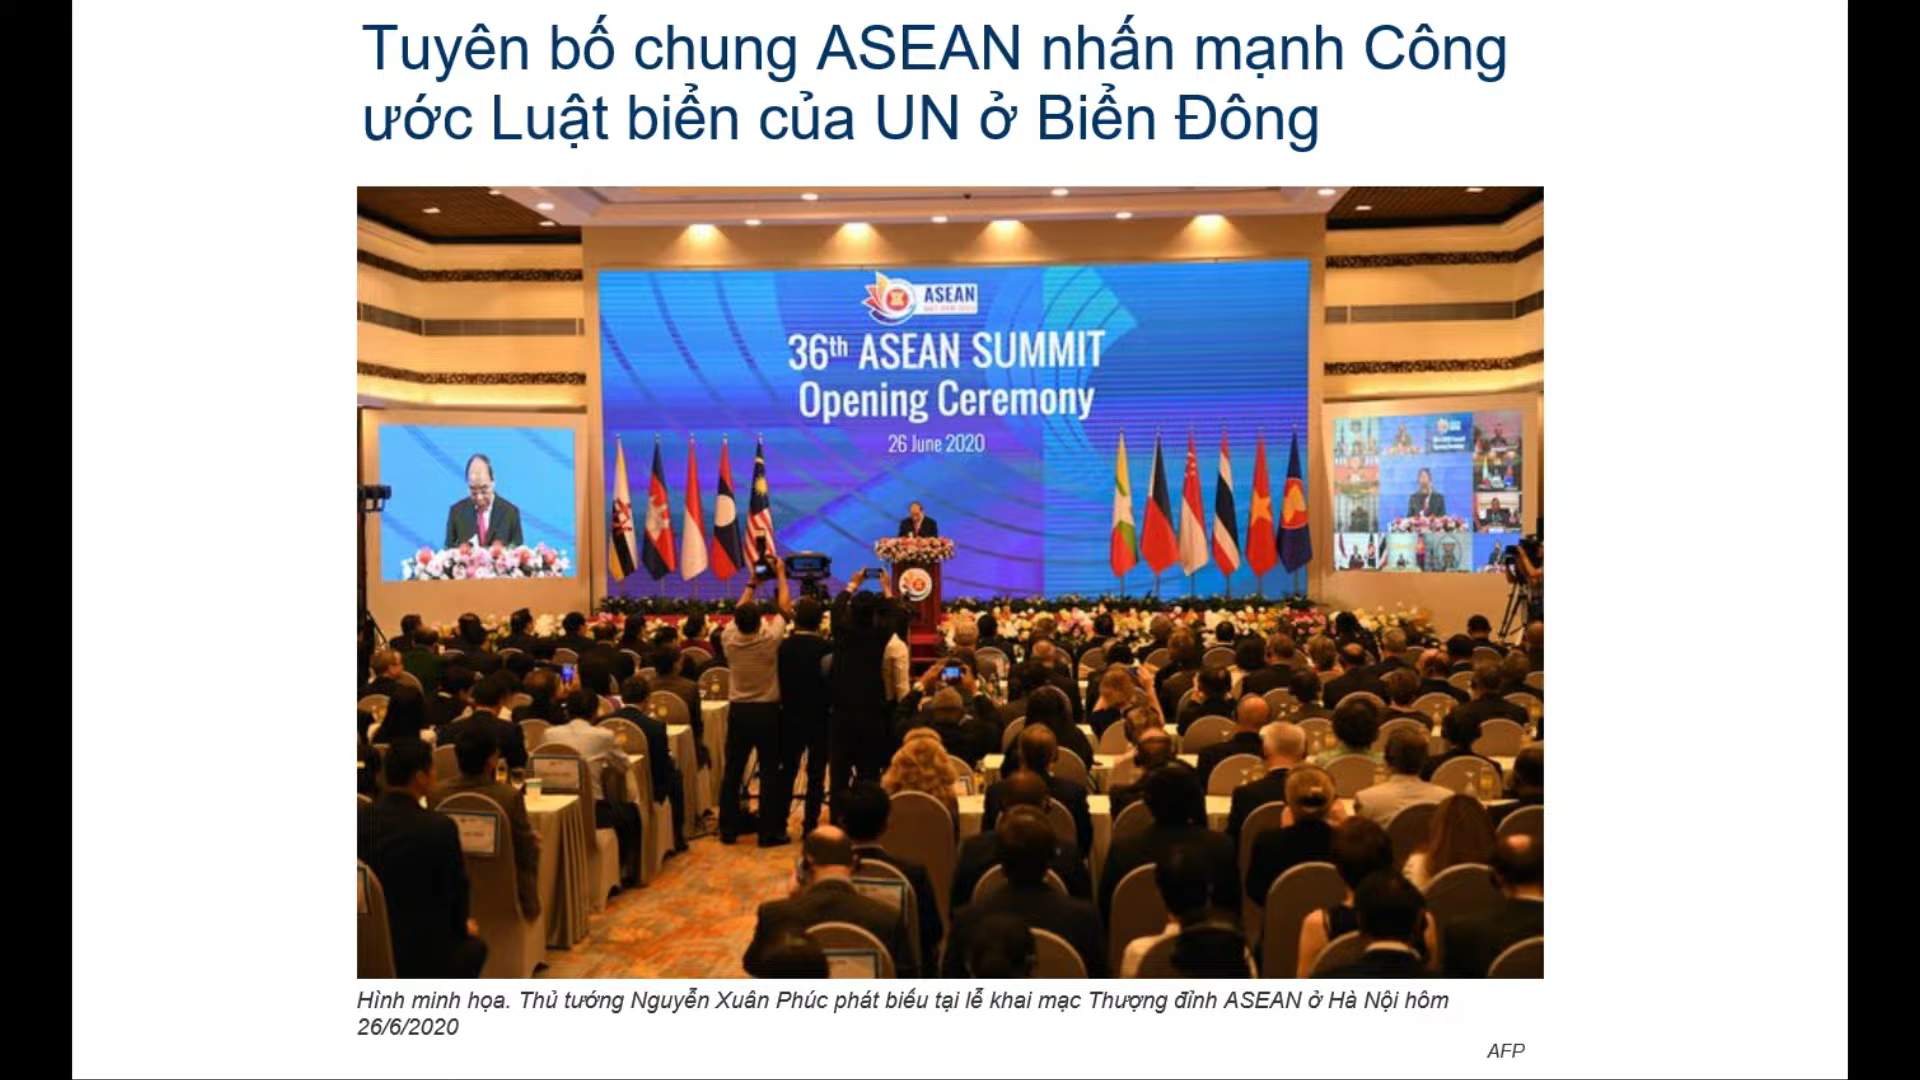 Tuyên bố chung ASEAN nhấn mạnh Công
ước Luật biển của UN ở Biển Đông
ASEAN
36th ASEAN SUMMIT
Opening Ceremony
26 June 2020
Hình minh họa. Thủ tướng Nguyễn Xuân Phúc phát biểu tại lễ khai mạc Thượng đỉnh ASEAN ở Hà Nội hôm
26/6/2020
AFP